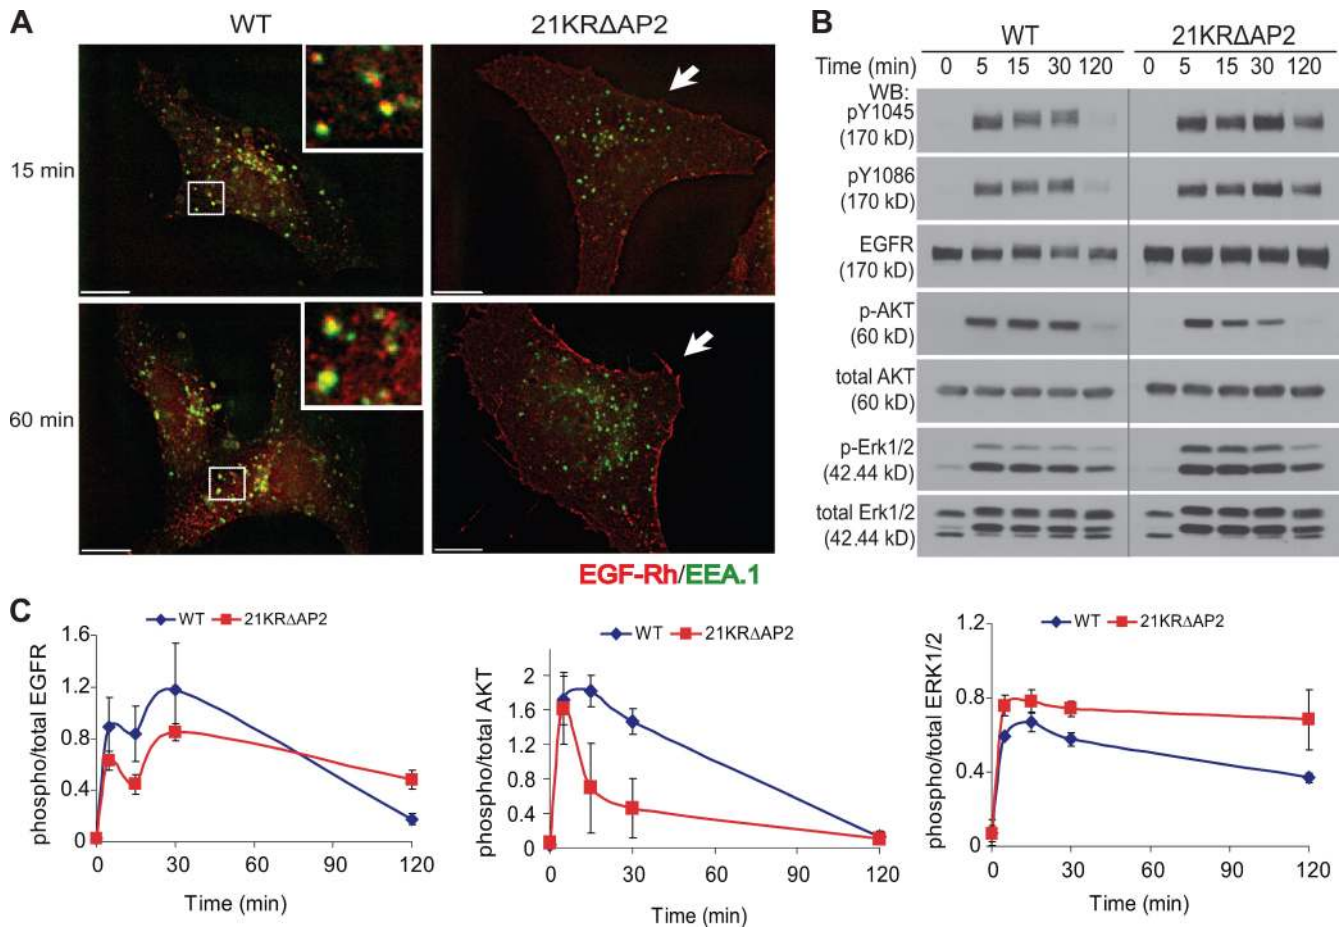 A
WT
21KRΔAP2
15 min
60 min
EGF-Rh/EEA.1
B
WT
21KRΔAP2
Time (min) 0 5 15 30 120 0 5 15 30 120
WB:
pY1045
(170 kD)
pY1086
(170 kD)
EGFR
(170 kD)
p-AKT
(60 kD)
total AKT
(60 kD)
p-Erk1/2
(42.44 kD)
total Erk1/2
(42.44 kD)
C
WT 21KRΔAP2
phospho/total EGFR
1.6
1.2
0.8
0.4
0
0 30 60 90 120
Time (min)
WT 21KRΔAP2
phospho/total AKT
2
1.6
1.2
0.8
0.4
0
0 30 60 90 120
Time (min)
WT 21KRΔAP2
phospho/total ERK1/2
1.2
0.8
0.4
0
0 30 60 90 120
Time (min)